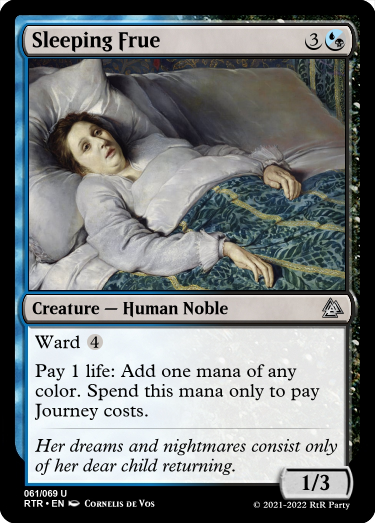 Sleeping Frue 3
Creature — Human Noble
Ward 4
Pay 1 life: Add one mana of any
color. Spend this mana only to pay
Journey costs.
Her dreams and nightmares consist only
of her dear child returning.
1/3
061/069 U
RTR • EN Cornelis de Vos
© 2021-2022 RtR Party